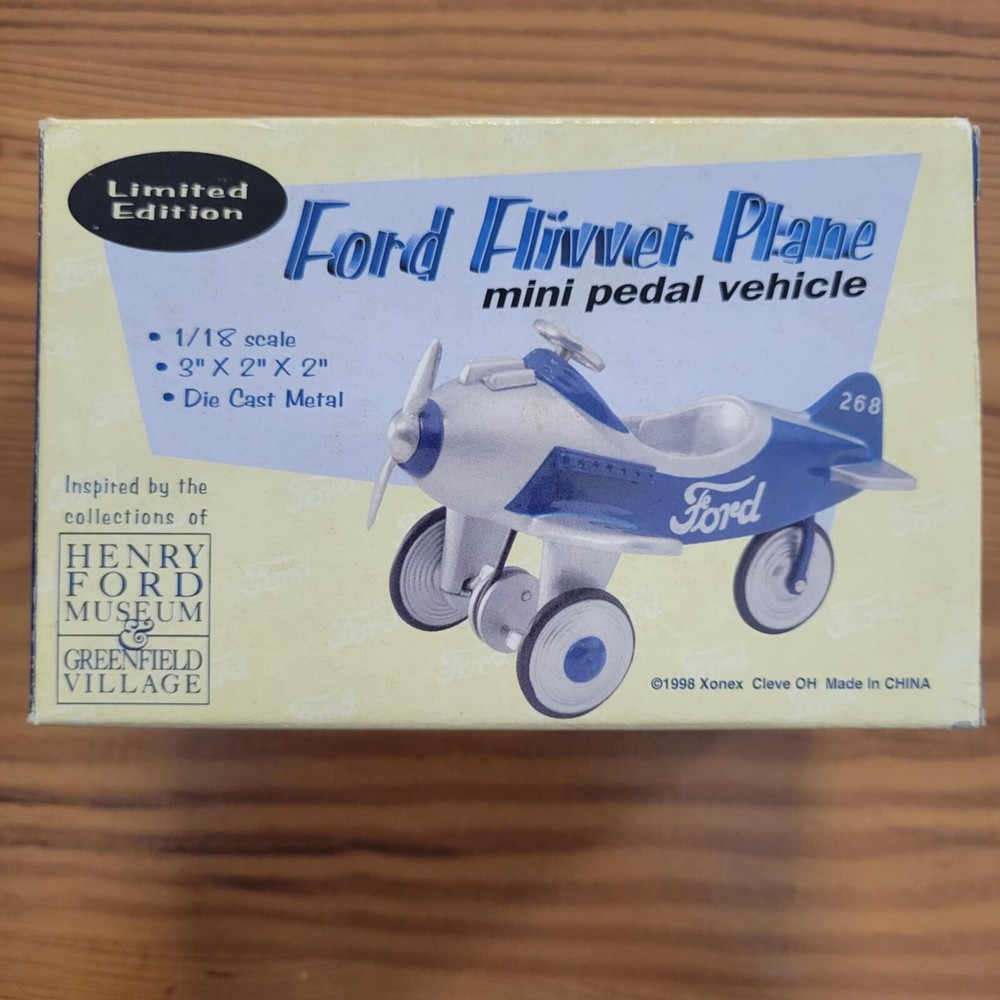 Limited
Edition
Ford Flivver Plane
mini pedal vehicle
• 1/18 scale
• 3" X 2" X 2"
• Die Cast Metal
268
Ford
Inspired by the
collections of
HENRY
FORD
MUSEUM
&
GREENFIELD
VILLAGE
©1998 Xonex Cleve OH Made In CHINA